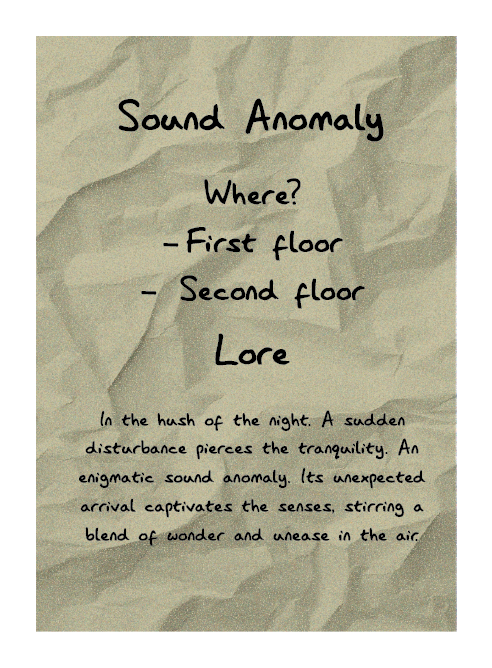 Sound Anomaly
Where?
-First floor
- Second floor
Lore
In the hush of the night. A sudden
disturbance pierces the tranquility. An
enigmatic sound anomaly. Its unexpected
arrival captivates the senses, stirring a
blend of wonder and unease in the air.